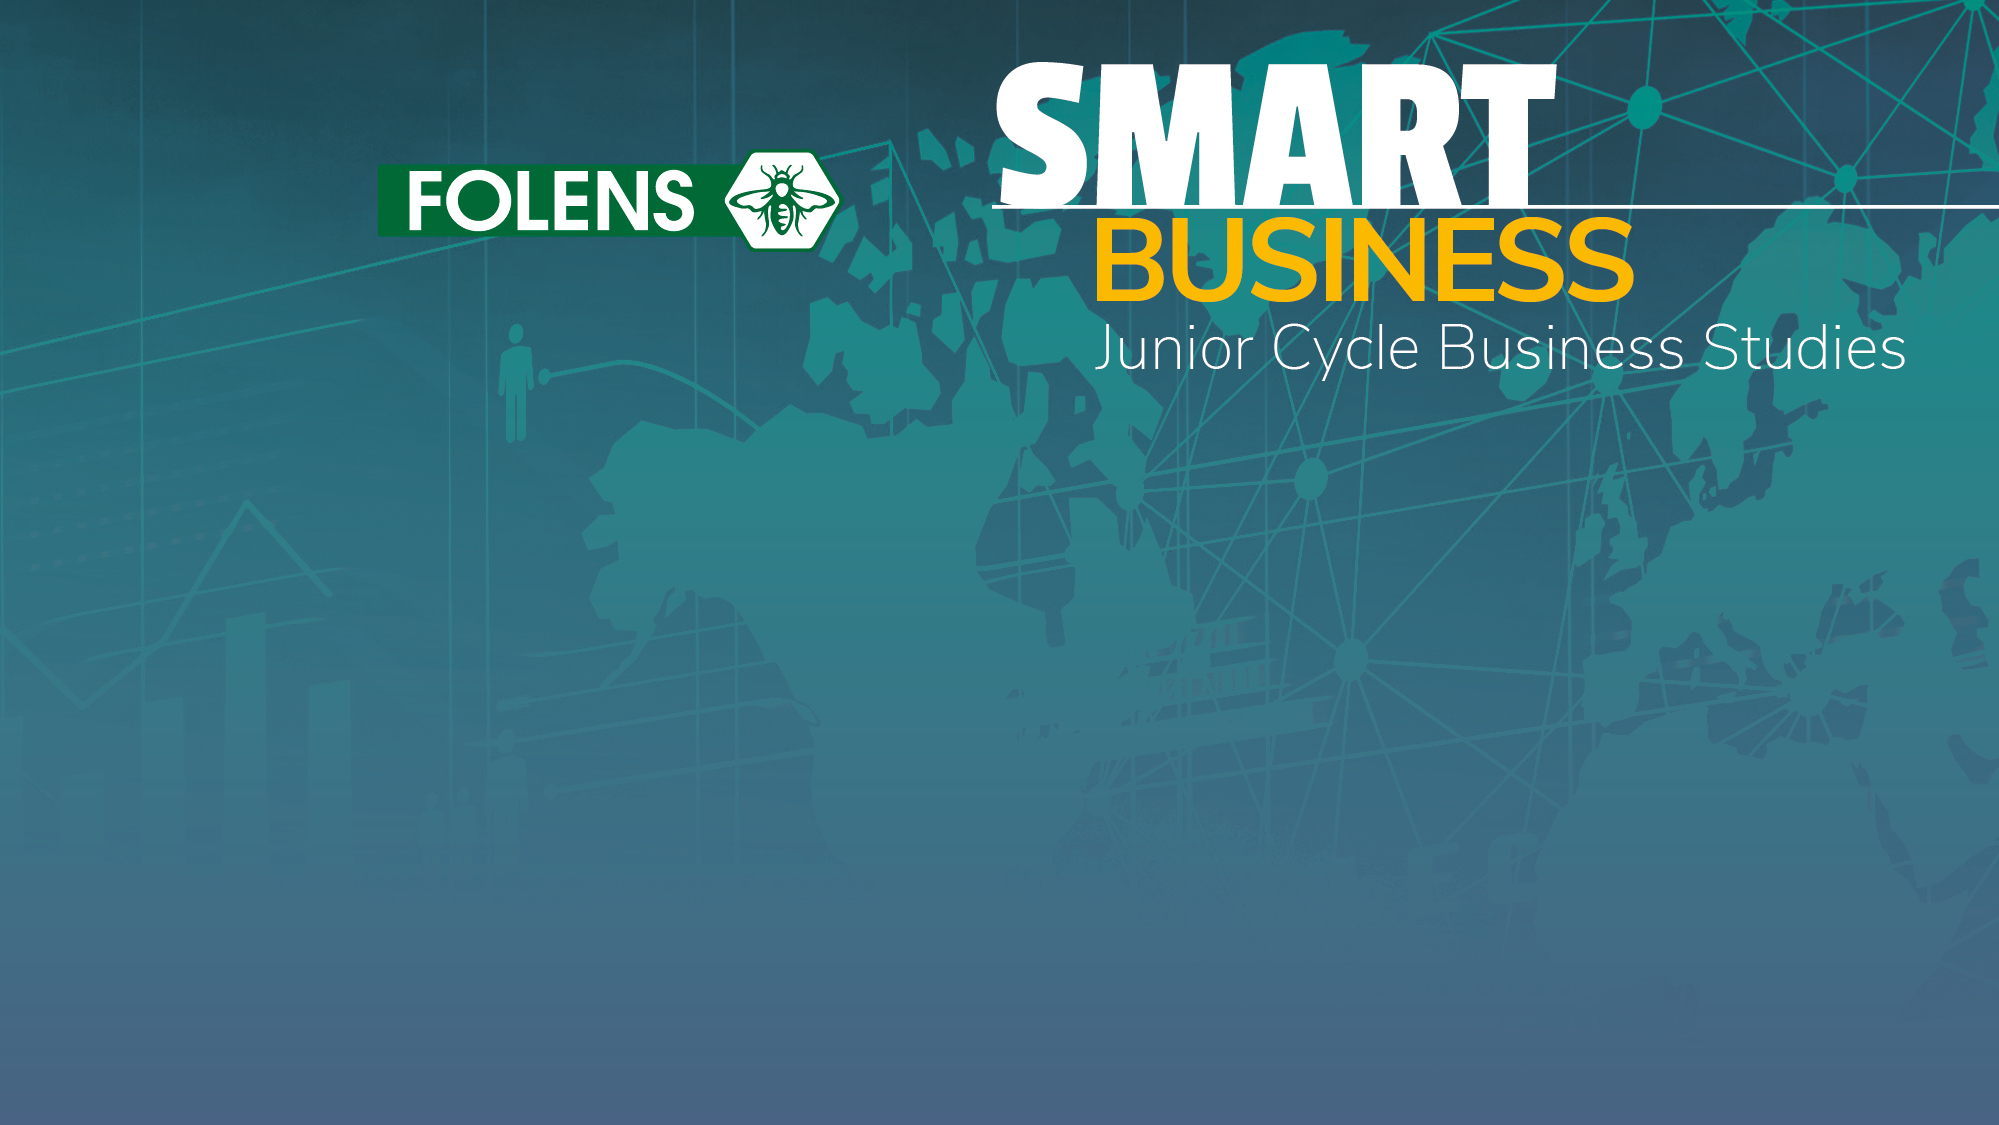 FOLENS
SMART
BUSINESS
Junior Cycle Business Studies